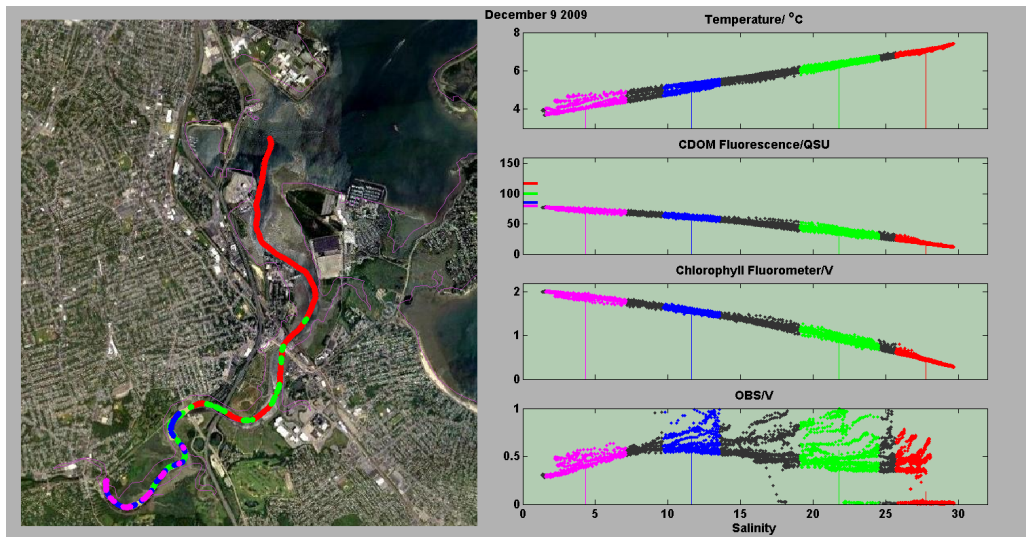 December 9 2009
Temperature/ °C
8
6
4
CDOM Fluorescence/QSU
150
100
50
0
Chlorophyll Fluorometer/V
2
1
0
OBS/V
1
0.5
0
0 5 10 15 20 25 30
Salinity